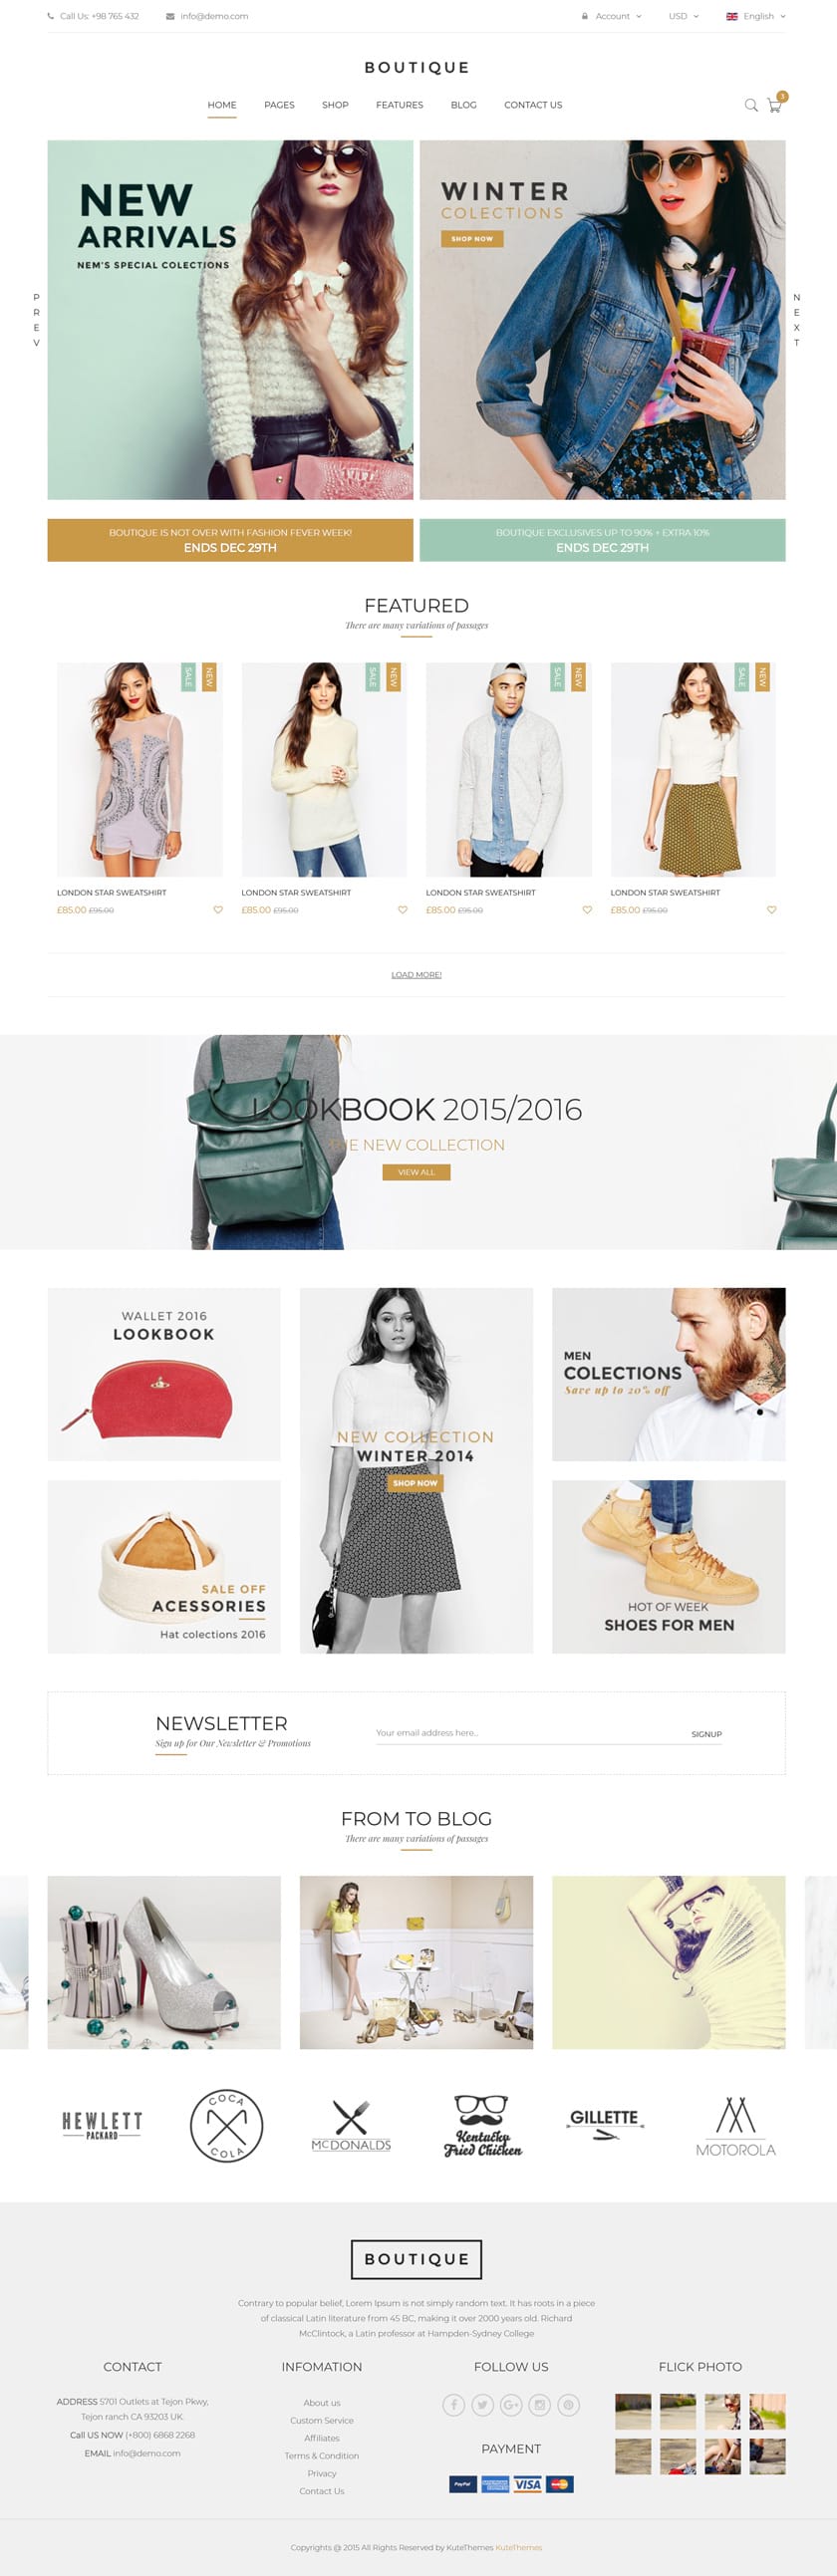 Call Us: +98 765 432
info@demo.com
Account
USD
English
BOUTIQUE
HOME
PAGES
SHOP
FEATURES
BLOG
CONTACT US
3
NEW
ARRIVALS
NEM'S SPECIAL COLECTIONS
WINTER
COLECTIONS
SHOP NOW
PREV
NEXT
BOUTIQUE IS NOT OVER WITH FASHION FEVER WEEK!
ENDS DEC 29TH
BOUTIQUE EXCLUSIVES UP TO 90% + EXTRA 10%
ENDS DEC 29TH
FEATURED
There are many variations of passages
SALE
NEW
SALE
NEW
SALE
NEW
SALE
NEW
LONDON STAR SWEATSHIRT
£85.00 £95.00
LONDON STAR SWEATSHIRT
£85.00 £95.00
LONDON STAR SWEATSHIRT
£85.00 £95.00
LONDON STAR SWEATSHIRT
£85.00 £95.00
LOAD MORE!
LOOKBOOK 2015/2016
THE NEW COLLECTION
VIEW ALL
WALLET 2016
LOOKBOOK
NEW COLLECTION
WINTER 2014
SHOP NOW
MEN
COLECTIONS
Save up to 20% off
SALE OFF
ACESSORIES
Hat colections 2016
HOT OF WEEK
SHOES FOR MEN
NEWSLETTER
Sign up for Our Newsletter & Promotions
Your email address here...
SIGNUP
FROM TO BLOG
There are many variations of passages
HEWLETT
PACKARD
COCA
COLA
McDONALDS
Kentucky
Fried Chicken
GILLETTE
MOTOROLA
BOUTIQUE
Contrary to popular belief, Lorem Ipsum is not simply random text. It has roots in a piece
of classical Latin literature from 45 BC, making it over 2000 years old. Richard
McClintock, a Latin professor at Hampden-Sydney College
CONTACT
ADDRESS 5701 Outlets at Tejon Pkwy,
Tejon ranch CA 93203 UK.
Call US NOW (+800) 6868 2268
EMAIL info@demo.com
INFOMATION
About us
Custom Service
Affiliates
Terms & Condition
Privacy
Contact Us
FOLLOW US
PAYMENT
PayPal
VISA
FLICK PHOTO
Copyrights @ 2015 All Rights Reserved by KuteThemes KuteThemes